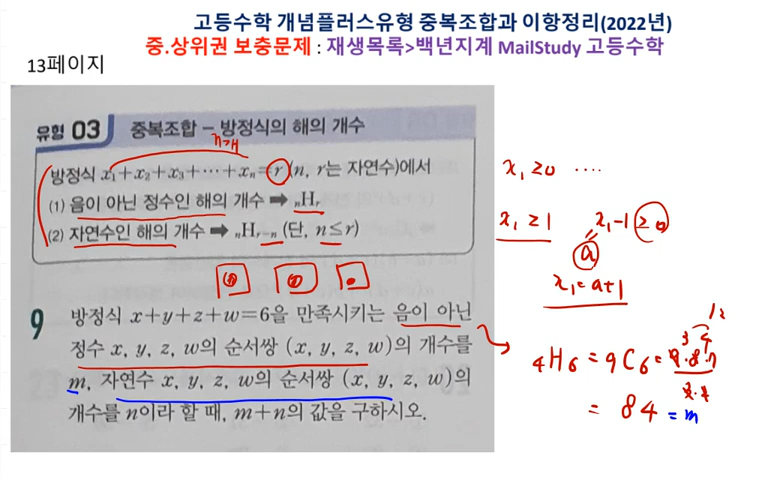 고등수학 개념플러스유형 중복조합과 이항정리(2022년)
중.상위권 보충문제 : 재생목록>백년지계 MailStudy 고등수학
13페이지
유형 03 중복조합 – 방정식의 해의 개수
n개
방정식 x₁+x₂+x₃+⋯+xₙ=r (n, r는 자연수)에서
(1) 음이 아닌 정수인 해의 개수 ➡ ₙHᵣ
(2) 자연수인 해의 개수 ➡ ₙHᵣ₋ₙ (단, n≤r)
x₁≥0 ‥‥
x₁≥1 x₁-1≥0
a
x₁=a+1
9 방정식 x+y+z+w=6을 만족시키는 음이 아닌
정수 x, y, z, w의 순서쌍 (x, y, z, w)의 개수를
m, 자연수 x, y, z, w의 순서쌍 (x, y, z, w)의
개수를 n이라 할 때, m+n의 값을 구하시오.
₄H₆=₉C₆=
= 84 = m